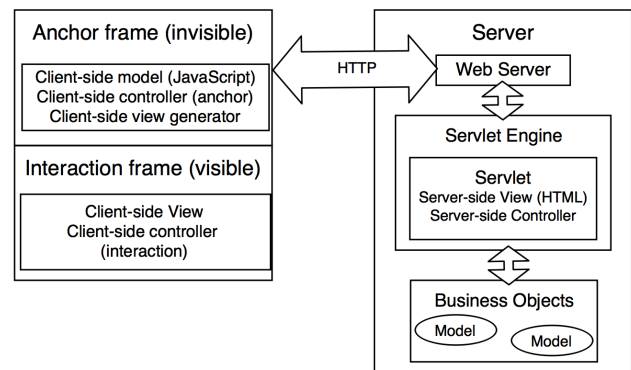 Anchor frame (invisible)
Client-side model (JavaScript)
Client-side controller (anchor)
Client-side view generator
Interaction frame (visible)
Client-side View
Client-side controller
(interaction)
HTTP
Server
Web Server
Servlet Engine
Servlet
Server-side View (HTML)
Server-side Controller
Business Objects
Model
Model